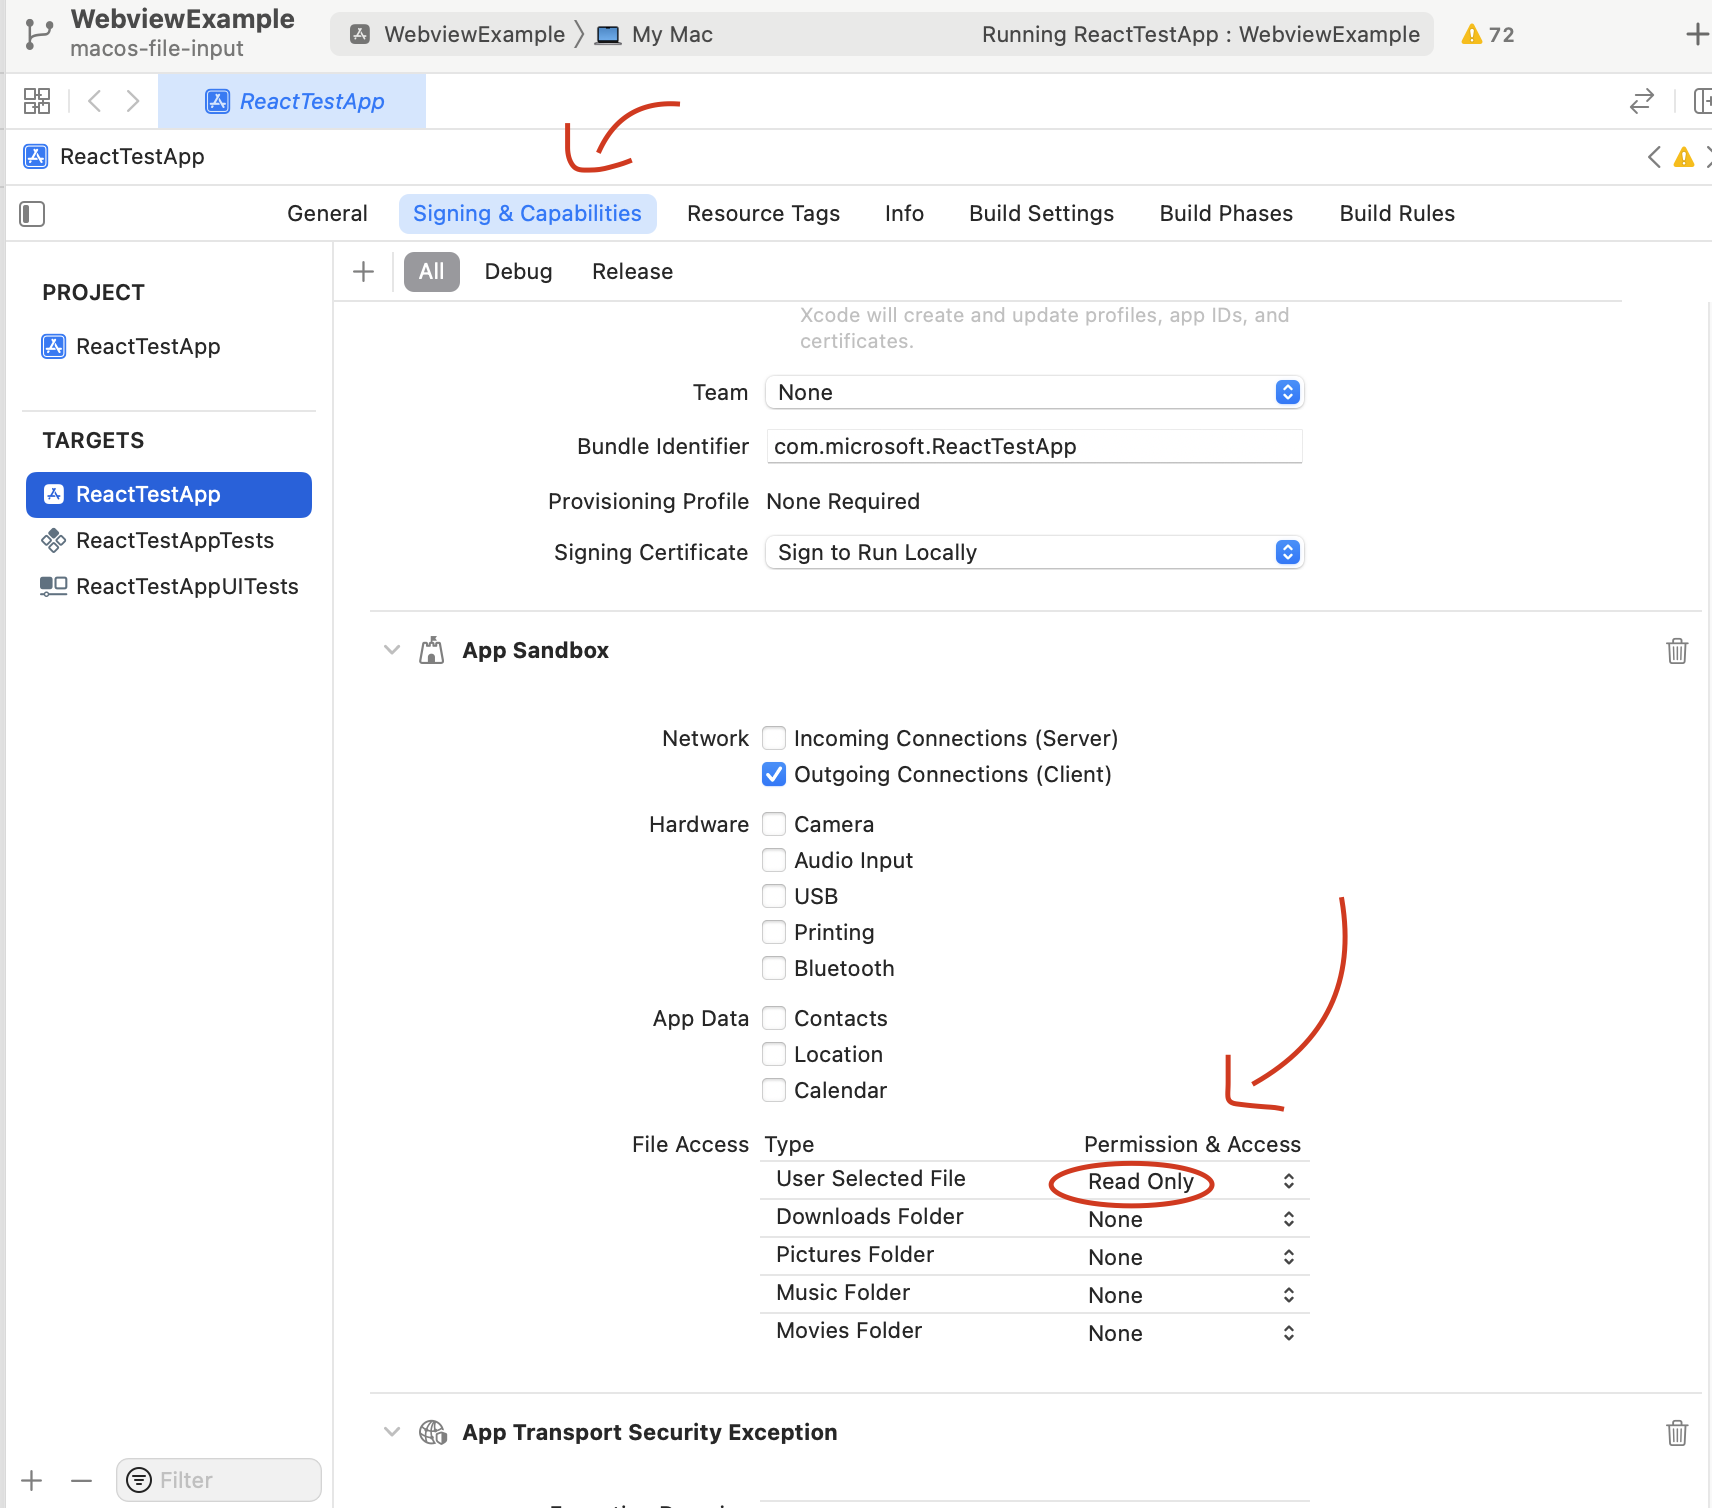 WebviewExample
macos-file-input
WebviewExample
My Mac
Running ReactTestApp : WebviewExample
72
ReactTestApp
ReactTestApp
General Signing & Capabilities Resource Tags Info Build Settings Build Phases Build Rules
All Debug Release
PROJECT
ReactTestApp
TARGETS
ReactTestApp
ReactTestAppTests
ReactTestAppUITests
Xcode will create and update profiles, app IDs, and
certificates.
Team None
Bundle Identifier com.microsoft.ReactTestApp
Provisioning Profile None Required
Signing Certificate Sign to Run Locally
App Sandbox
Network Incoming Connections (Server)
Outgoing Connections (Client)
Hardware Camera
Audio Input
USB
Printing
Bluetooth
App Data Contacts
Location
Calendar
File Access Type Permission & Access
User Selected File Read Only
Downloads Folder None
Pictures Folder None
Music Folder None
Movies Folder None
App Transport Security Exception
Filter